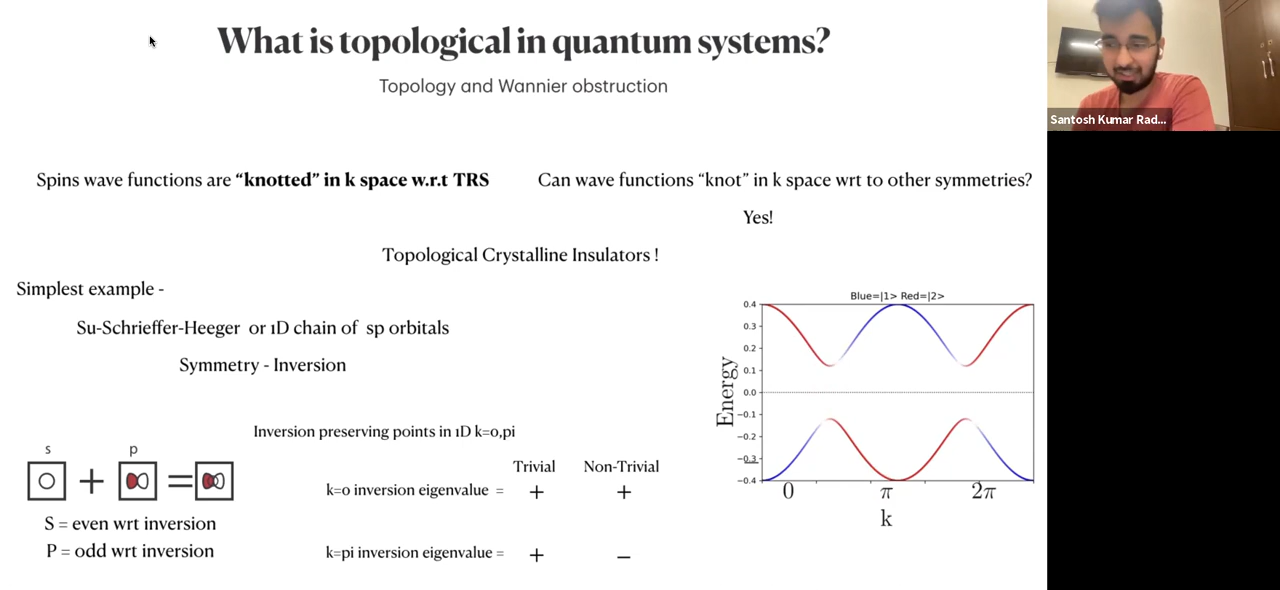 What is topological in quantum systems?
Topology and Wannier obstruction
Santosh Kumar Rad...
Spins wave functions are “knotted” in k space w.r.t TRS
Can wave functions “knot” in k space wrt to other symmetries?
Yes!
Topological Crystalline Insulators !
Simplest example -
Su-Schrieffer-Heeger or 1D chain of sp orbitals
Symmetry - Inversion
Blue=|1> Red=|2>
0.4
0.3
0.2
0.1
0.0
−0.1
−0.2
−0.3
−0.4
Energy
0 π 2π
k
Inversion preserving points in 1D k=0,pi
Trivial Non-Trivial
k=0 inversion eigenvalue = + +
k=pi inversion eigenvalue = + −
s p
+ =
S = even wrt inversion
P = odd wrt inversion